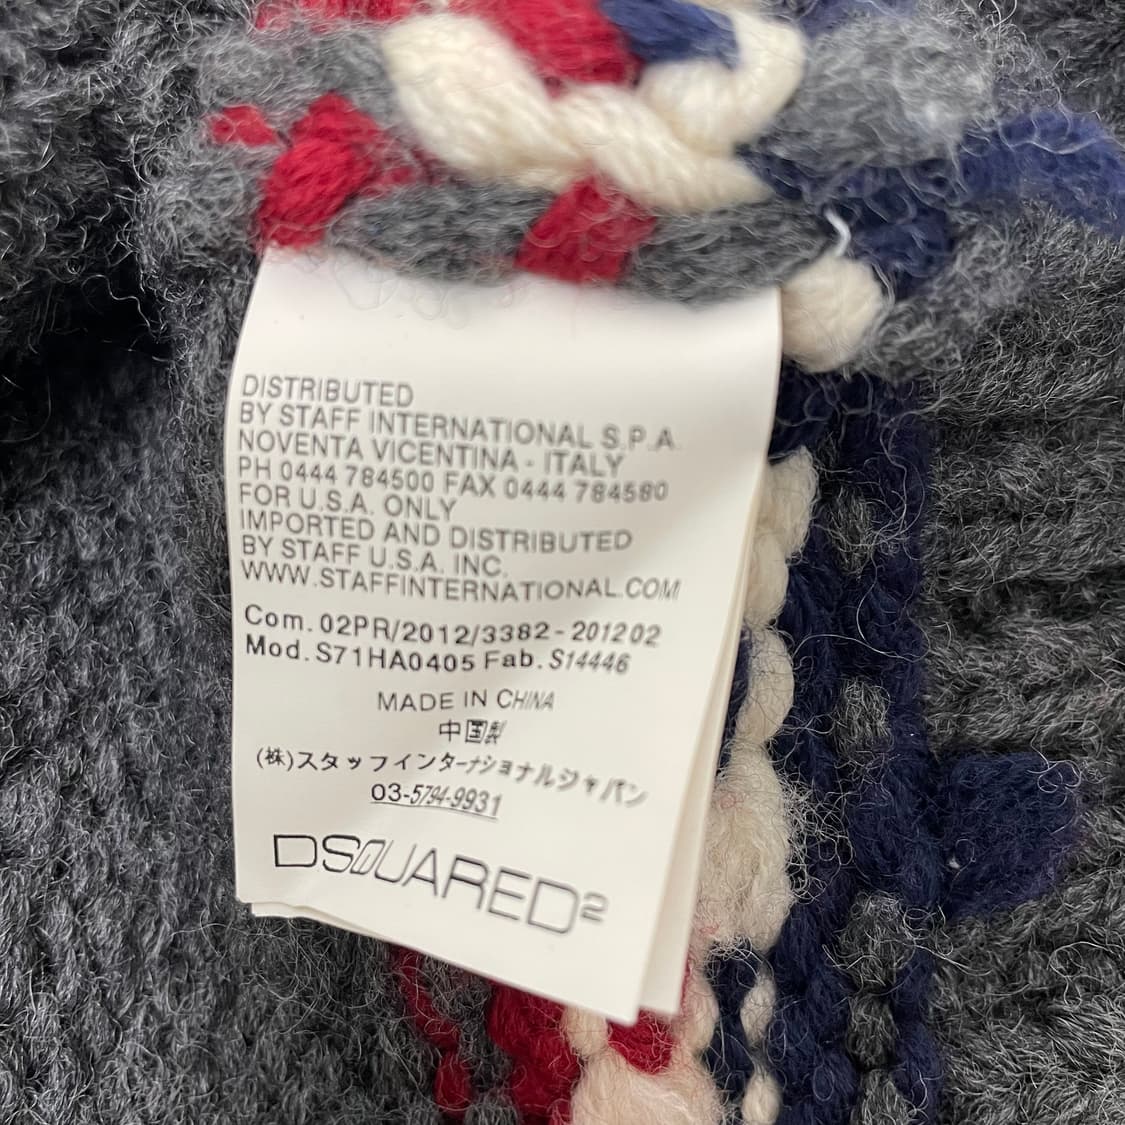 DISTRIBUTED
BY STAFF INTERNATIONAL S.P.A.
NOVENTA VICENTINA - ITALY
PH 0444 784500 FAX 0444 784580
FOR U.S.A. ONLY
IMPORTED AND DISTRIBUTED
BY STAFF U.S.A. INC.
WWW.STAFFINTERNATIONAL.COM
Com. 02PR/2012/3382-201202
Mod. S71HA0405 Fab. S14446
MADE IN CHINA
中国製
(株)スタッフインターナショナルジャパン
03-5794-9931
DSQUARED2